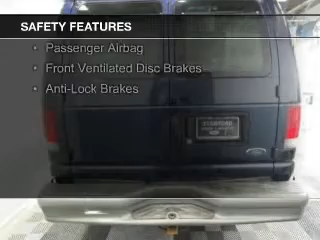 SAFETY FEATURES
• Passenger Airbag
• Front Ventilated Disc Brakes
• Anti-Lock Brakes